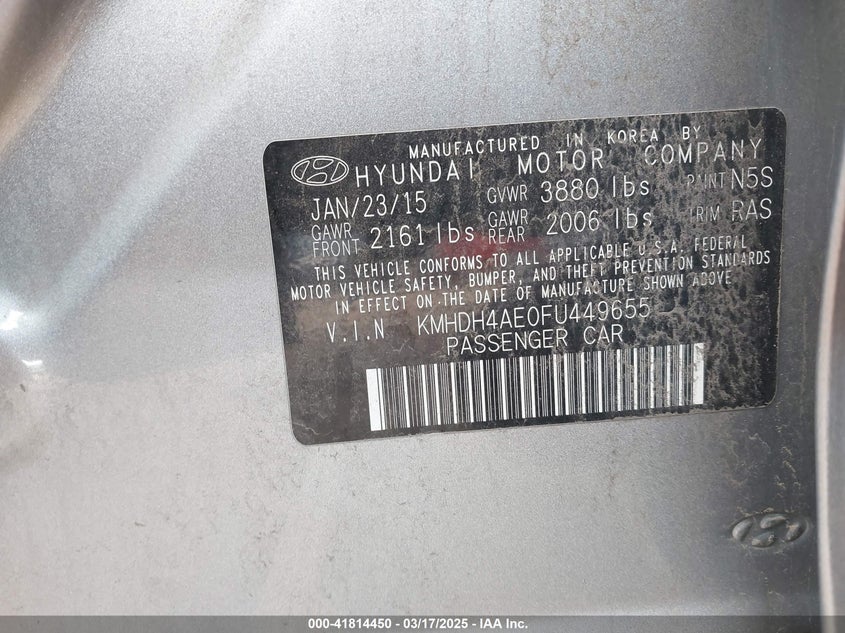 MANUFACTURED IN KOREA BY
HYUNDAI MOTOR COMPANY
JAN/23/15 GVWR 3880 lbs PAINT N5S
GAWR FRONT 2161 lbs GAWR REAR 2006 lbs TRIM RAS
THIS VEHICLE CONFORMS TO ALL APPLICABLE U.S.A. FEDERAL
MOTOR VEHICLE SAFETY, BUMPER, AND THEFT PREVENTION STANDARDS
IN EFFECT ON THE DATE OF MANUFACTURE SHOWN ABOVE
V.I.N KMHDH4AE0FU449655
PASSENGER CAR
000-41814450 - 03/17/2025 - IAA Inc.